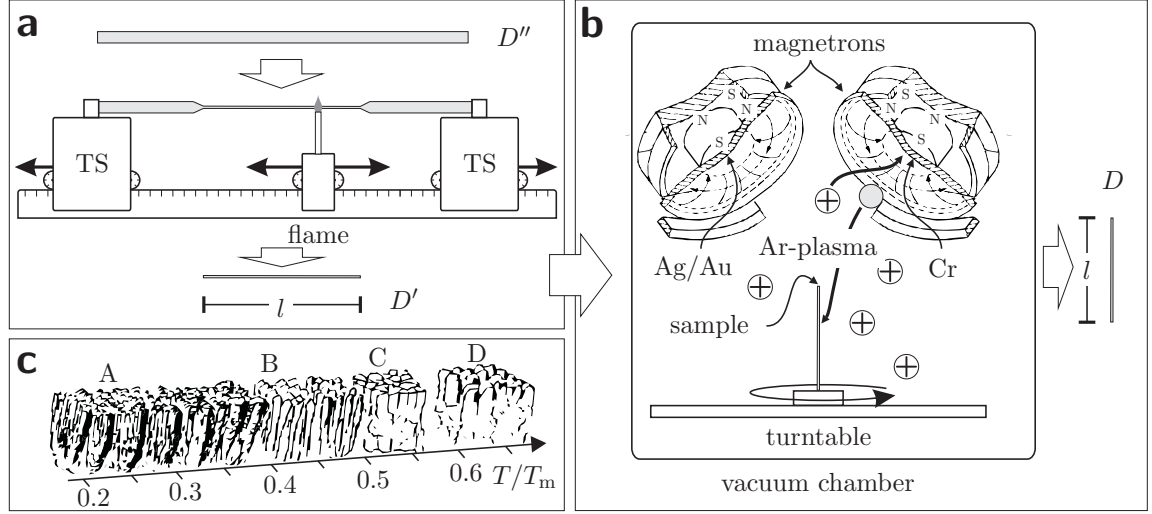 a
D″
TS
TS
flame
D′
l
b
magnetrons
S
N
N
S
S
N
N
S
Ar-plasma
Ag/Au
Cr
sample
turntable
vacuum chamber
D
l
c
A
B
C
D
0.2
0.3
0.4
0.5
0.6
T/Tm